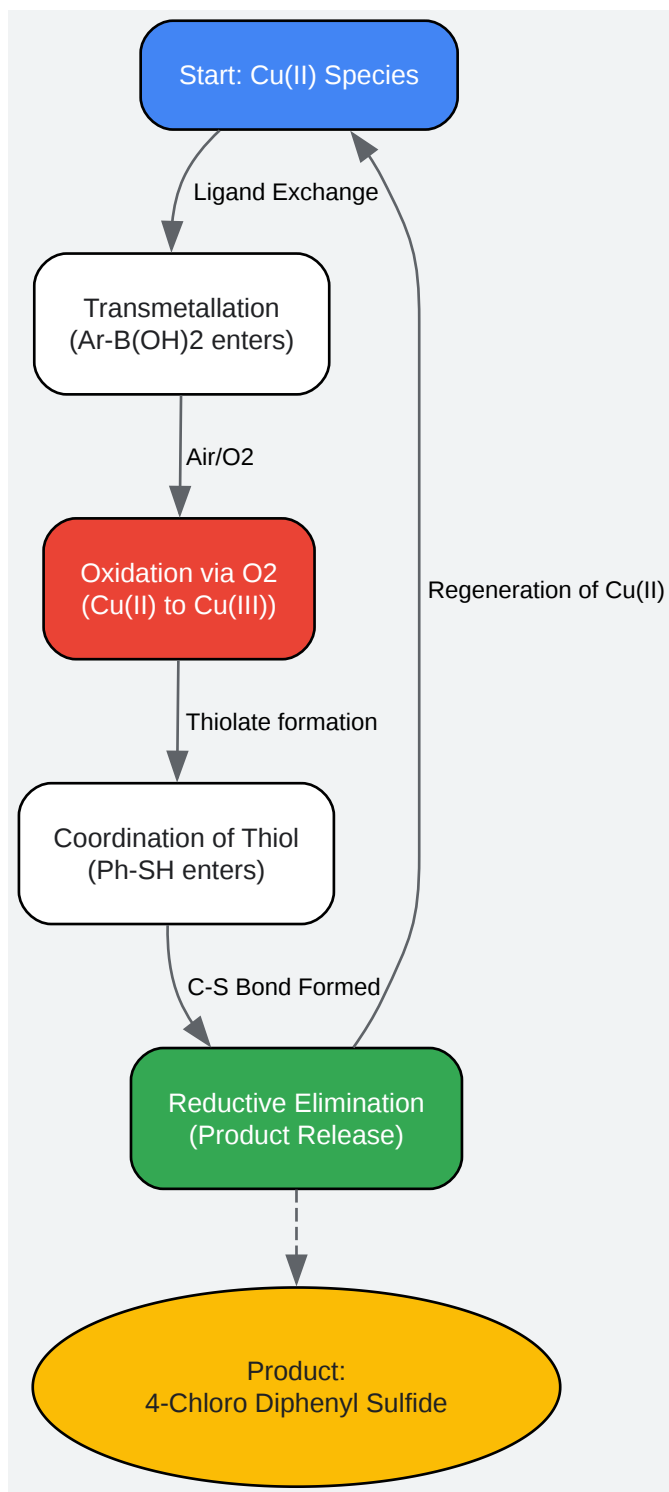 Start: Cu(II) Species
Ligand Exchange
Transmetallation
(Ar-B(OH)2 enters)
Air/O2
Oxidation via O2
(Cu(II) to Cu(III))
Regeneration of Cu(II)
Thiolate formation
Coordination of Thiol
(Ph-SH enters)
C-S Bond Formed
Reductive Elimination
(Product Release)
Product:
4-Chloro Diphenyl Sulfide